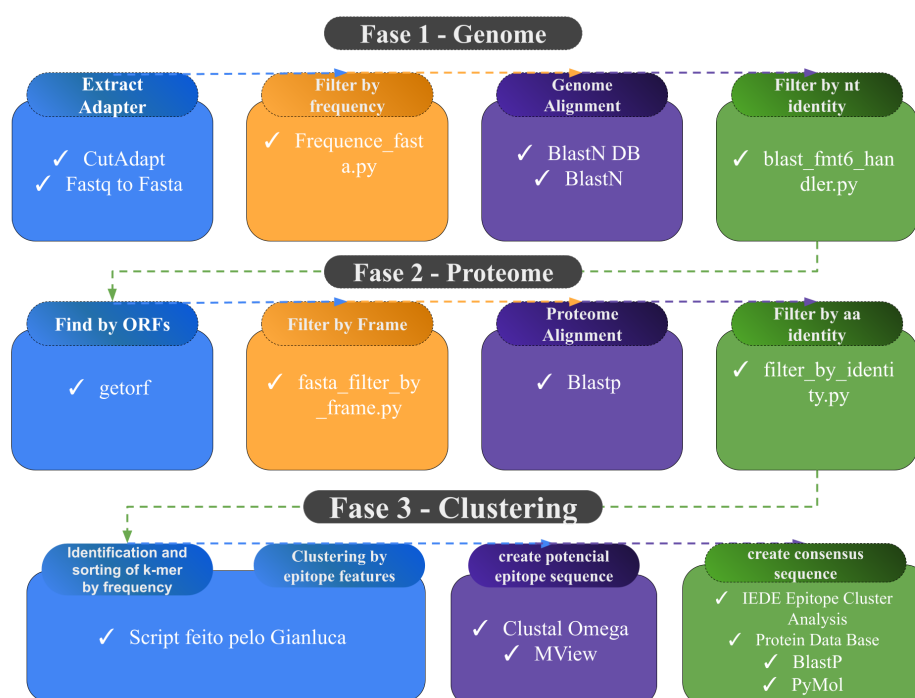 Fase 1 - Genome
Extract
Adapter
✓ CutAdapt
✓ Fastq to Fasta
Filter by
frequency
✓ Frequence_fast
a.py
Genome
Alignment
✓ BlastN DB
✓ BlastN
Filter by nt
identity
✓ blast_fmt6_han
dler.py
Fase 2 - Proteome
Find by ORFs
✓ getorf
Filter by Frame
✓ fasta_filter_by
_frame.py
Proteome
Alignment
✓ Blastp
Filter by aa
identity
✓ filter_by_identi
ty.py
Fase 3 - Clustering
Identification and
sorting of k-mer
by frequency
Clustering by
epitope features
✓ Script feito pelo Gianluca
create potencial
epitope sequence
✓ Clustal Omega
✓ MView
create consensus
sequence
✓ IEDE Epitope Cluster
Analysis
✓ Protein Data Base
✓ BlastP
✓ PyMol